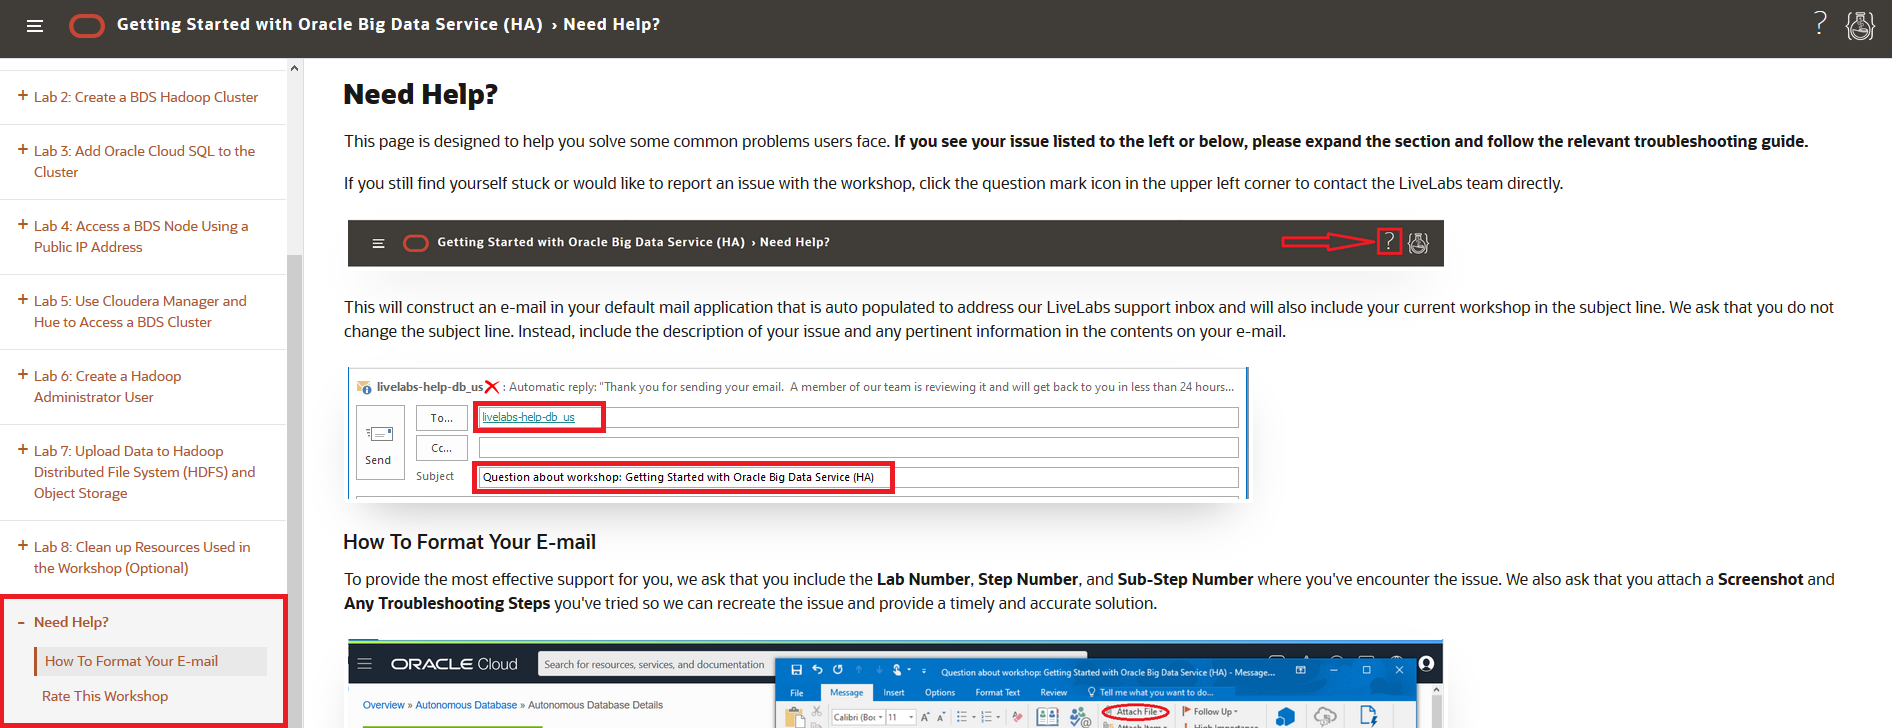 Getting Started with Oracle Big Data Service (HA) › Need Help?
?
+ Lab 2: Create a BDS Hadoop Cluster
+ Lab 3: Add Oracle Cloud SQL to the
Cluster
+ Lab 4: Access a BDS Node Using a
Public IP Address
+ Lab 5: Use Cloudera Manager and
Hue to Access a BDS Cluster
+ Lab 6: Create a Hadoop
Administrator User
+ Lab 7: Upload Data to Hadoop
Distributed File System (HDFS) and
Object Storage
+ Lab 8: Clean up Resources Used in
the Workshop (Optional)
- Need Help?
How To Format Your E-mail
Rate This Workshop
Need Help?
This page is designed to help you solve some common problems users face. If you see your issue listed to the left or below, please expand the section and follow the relevant troubleshooting guide.
If you still find yourself stuck or would like to report an issue with the workshop, click the question mark icon in the upper left corner to contact the LiveLabs team directly.
Getting Started with Oracle Big Data Service (HA) › Need Help?
?
This will construct an e-mail in your default mail application that is auto populated to address our LiveLabs support inbox and will also include your current workshop in the subject line. We ask that you do not
change the subject line. Instead, include the description of your issue and any pertinent information in the contents on your e-mail.
livelabs-help-db_us : Automatic reply: "Thank you for sending your email. A member of our team is reviewing it and will get back to you in less than 24 hours...
To... livelabs-help-db_us
Cc...
Send
Subject Question about workshop: Getting Started with Oracle Big Data Service (HA)
How To Format Your E-mail
To provide the most effective support for you, we ask that you include the Lab Number, Step Number, and Sub-Step Number where you've encounter the issue. We also ask that you attach a Screenshot and
Any Troubleshooting Steps you've tried so we can recreate the issue and provide a timely and accurate solution.
ORACLE Cloud
Search for resources, services, and documentation
Overview » Autonomous Database » Autonomous Database Details
Question about workshop: Getting Started with Oracle Big Data Service (HA) - Message...
File Message Insert Options Format Text Review Tell me what you want to do...
Calibri (Boc 11 A A Attach File Follow Up